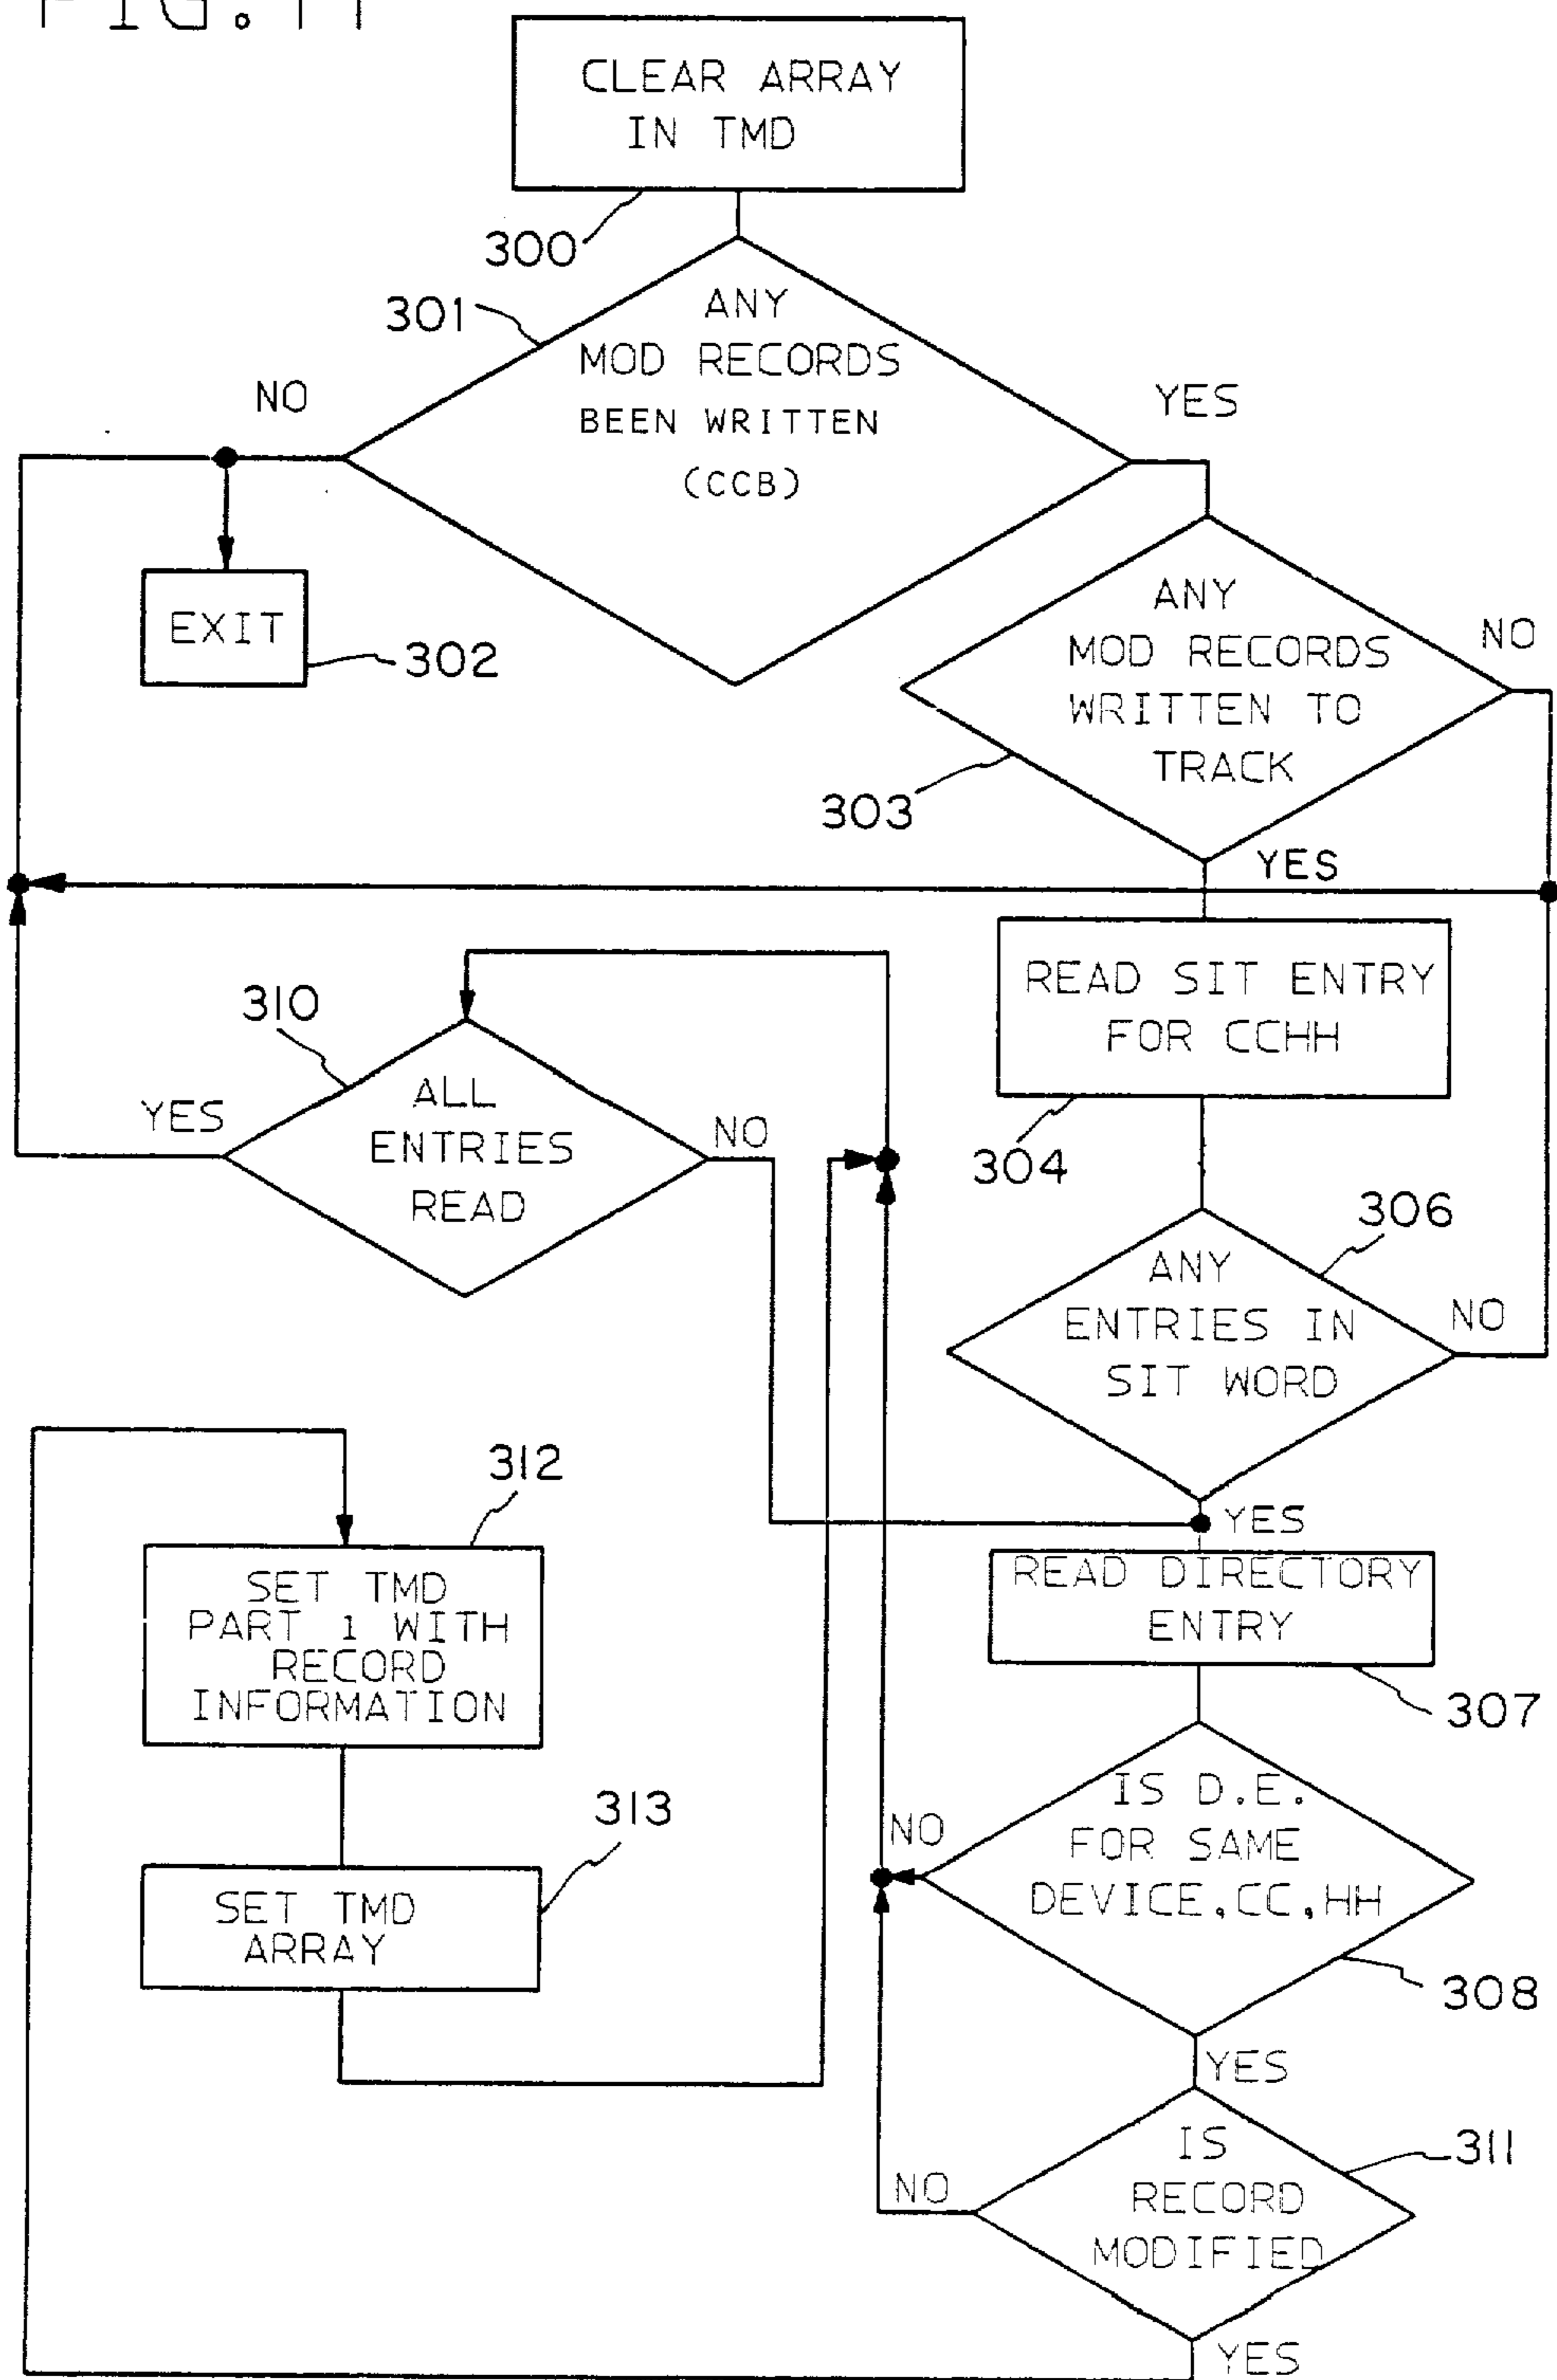 FIG. 11
CLEAR ARRAY
IN TMD
300
301
ANY
MOD RECORDS
BEEN WRITTEN
(CCB)
NO
YES
EXIT
302
ANY
MOD RECORDS
WRITTEN TO
TRACK
NO
303
YES
READ SIT ENTRY
FOR CCHH
304
310
ALL
ENTRIES
READ
YES
NO
306
ANY
ENTRIES IN
SIT WORD
NO
YES
312
SET TMD
PART 1 WITH
RECORD
INFORMATION
READ DIRECTORY
ENTRY
307
313
SET TMD
ARRAY
IS D.E.
FOR SAME
DEVICE,CC,HH
NO
308
YES
IS
RECORD
MODIFIED
311
NO
YES